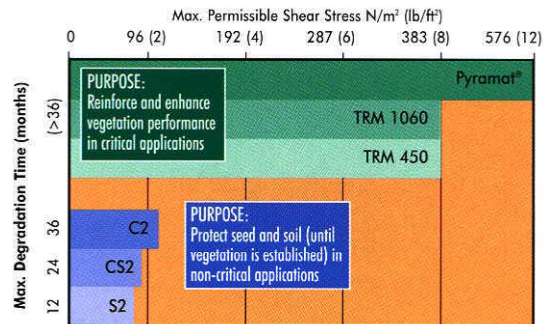 Max. Permissible Shear Stress N/m² (lb/ft²)
0 96 (2) 192 (4) 287 (6) 383 (8) 576 (12)
Max. Degradation Time (months)
(>36)
36
24
12
PURPOSE:
Reinforce and enhance
vegetation performance
in critical applications
Pyramat®
TRM 1060
TRM 450
C2
CS2
S2
PURPOSE:
Protect seed and soil (until
vegetation is established) in
non-critical applications